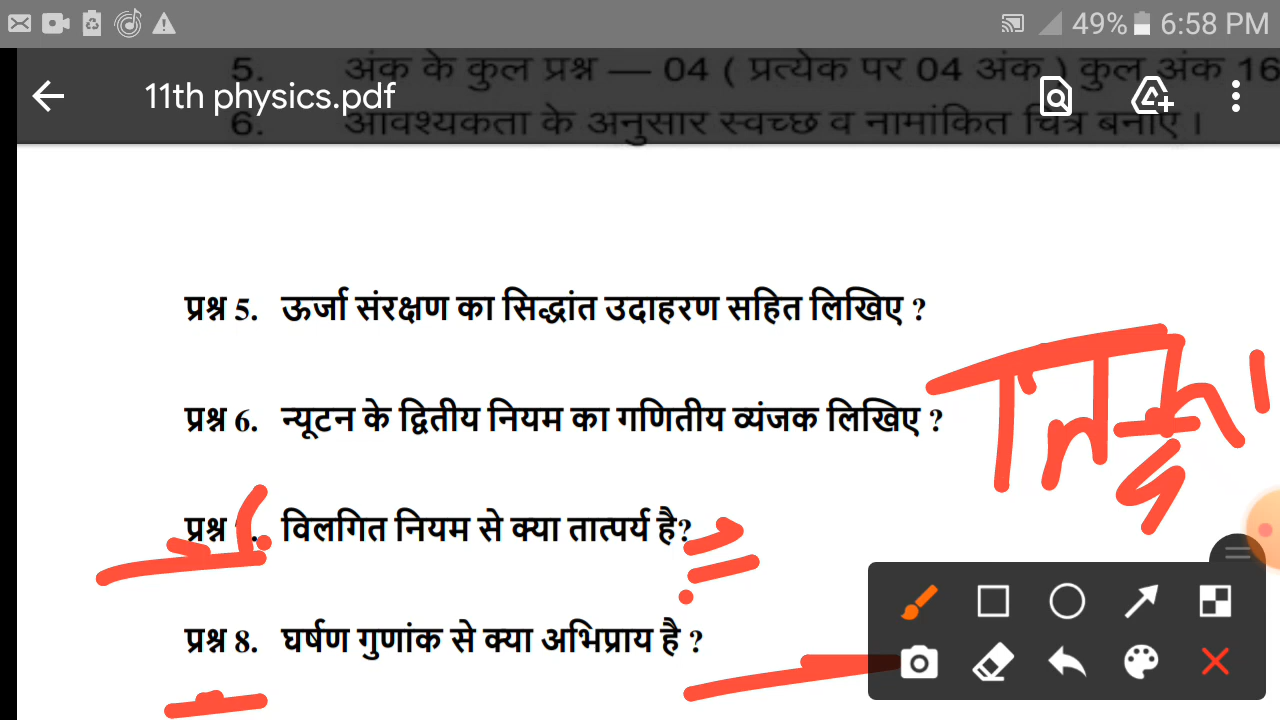 49% 6:58 PM
5. अंक के कुल प्रश्न — 04 ( प्रत्येक पर 04 अंक ) कुल अंक 16
11th physics.pdf
6. आवश्यकता के अनुसार स्वच्छ व नामांकित चित्र बनाएं ।
प्रश्न 5. ऊर्जा संरक्षण का सिद्धांत उदाहरण सहित लिखिए ?
प्रश्न 6. न्यूटन के द्वितीय नियम का गणितीय व्यंजक लिखिए ?
प्रश्न विलगित नियम से क्या तात्पर्य है?
प्रश्न 8. घर्षण गुणांक से क्या अभिप्राय है ?